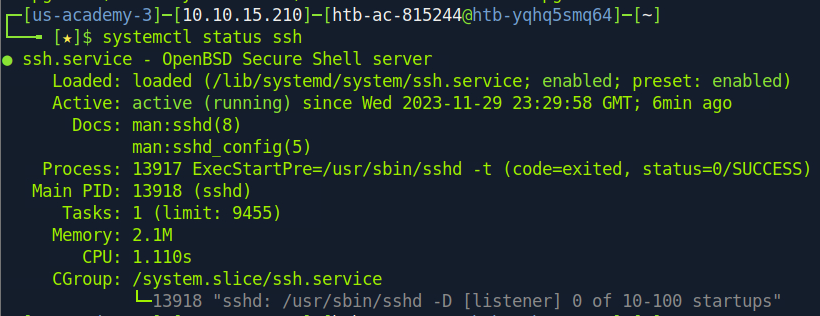 ┌─[us-academy-3]─[10.10.15.210]─[htb-ac-815244@htb-yqhq5smq64]─[~]
└──╼ [★]$ systemctl status ssh
● ssh.service - OpenBSD Secure Shell server
Loaded: loaded (/lib/systemd/system/ssh.service; enabled; preset: enabled)
Active: active (running) since Wed 2023-11-29 23:29:58 GMT; 6min ago
Docs: man:sshd(8)
man:sshd_config(5)
Process: 13917 ExecStartPre=/usr/sbin/sshd -t (code=exited, status=0/SUCCESS)
Main PID: 13918 (sshd)
Tasks: 1 (limit: 9455)
Memory: 2.1M
CPU: 1.110s
CGroup: /system.slice/ssh.service
└─13918 "sshd: /usr/sbin/sshd -D [listener] 0 of 10-100 startups"